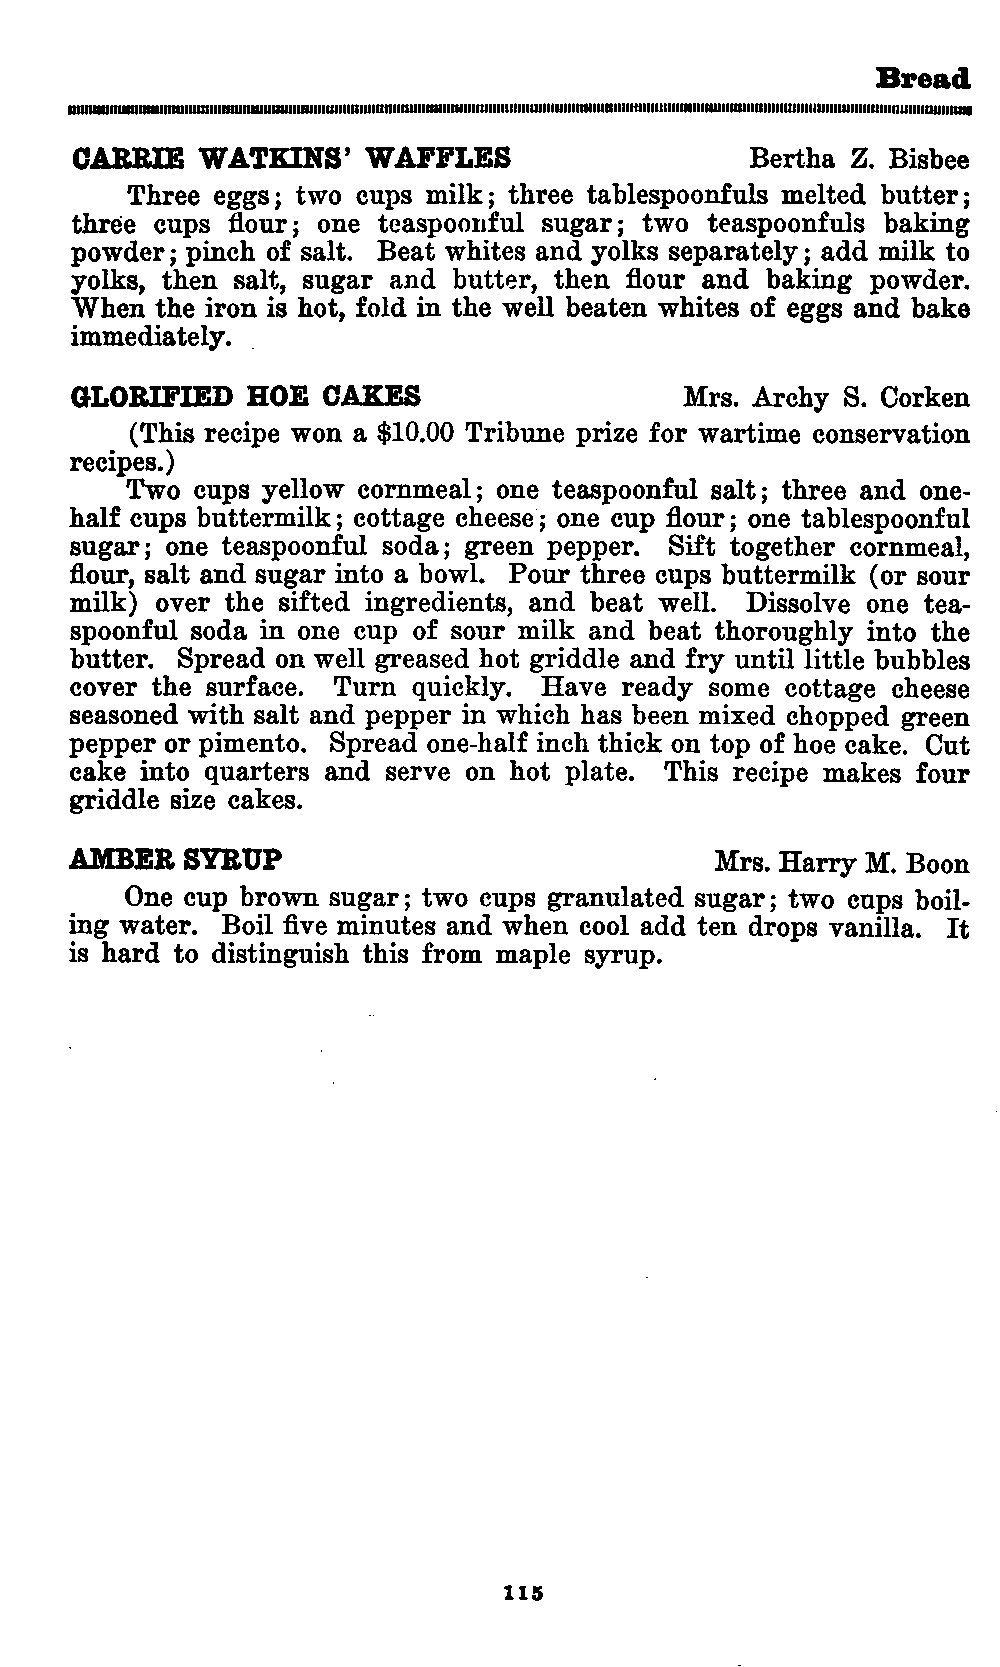 Bread
CARRIE WATKINS' WAFFLES Bertha Z. Bisbee
Three eggs; two cups milk; three tablespoonfuls melted butter;
three cups flour; one teaspoonful sugar; two teaspoonfuls baking
powder; pinch of salt. Beat whites and yolks separately; add milk to
yolks, then salt, sugar and butter, then flour and baking powder.
When the iron is hot, fold in the well beaten whites of eggs and bake
immediately.
GLORIFIED HOE CAKES Mrs. Archy S. Corken
(This recipe won a $10.00 Tribune prize for wartime conservation
recipes.)
Two cups yellow cornmeal; one teaspoonful salt; three and one-
half cups buttermilk; cottage cheese; one cup flour; one tablespoonful
sugar; one teaspoonful soda; green pepper. Sift together cornmeal,
flour, salt and sugar into a bowl. Pour three cups buttermilk (or sour
milk) over the sifted ingredients, and beat well. Dissolve one tea-
spoonful soda in one cup of sour milk and beat thoroughly into the
butter. Spread on well greased hot griddle and fry until little bubbles
cover the surface. Turn quickly. Have ready some cottage cheese
seasoned with salt and pepper in which has been mixed chopped green
pepper or pimento. Spread one-half inch thick on top of hoe cake. Cut
cake into quarters and serve on hot plate. This recipe makes four
griddle size cakes.
AMBER SYRUP Mrs. Harry M. Boon
One cup brown sugar; two cups granulated sugar; two cups boil-
ing water. Boil five minutes and when cool add ten drops vanilla. It
is hard to distinguish this from maple syrup.
115